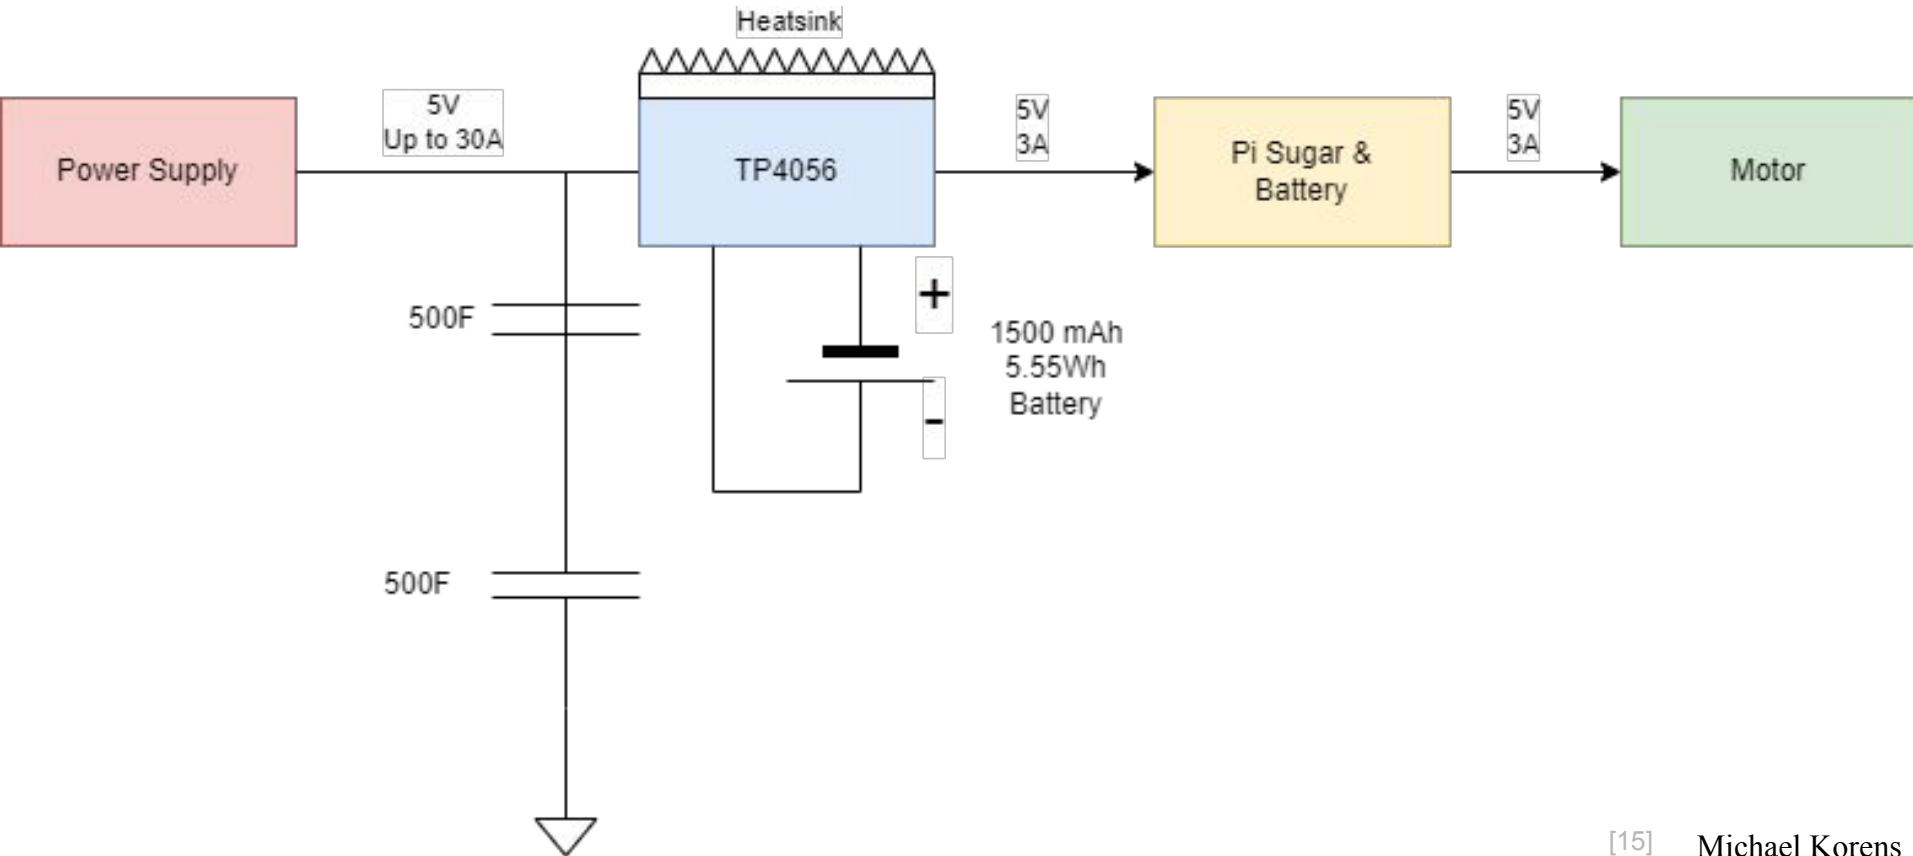 Heatsink
5V
Up to 30A
5V
3A
5V
3A
Power Supply
TP4056
Pi Sugar &
Battery
Motor
+
500F
1500 mAh
5.55Wh
Battery
-
500F
[15]
Michael Korens